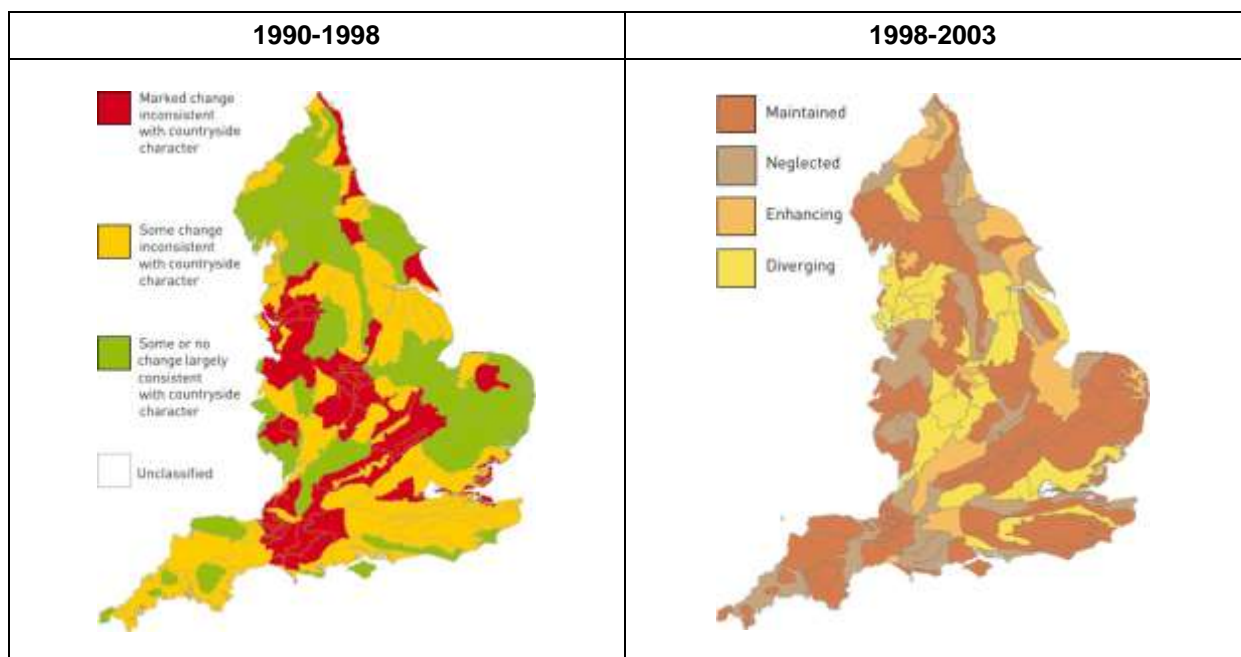 1990-1998
1998-2003
Marked change
inconsistent
with countryside
character
Some change
inconsistent
with countryside
character
Some or no
change largely
consistent
with countryside
character
Unclassified
Maintained
Neglected
Enhancing
Diverging